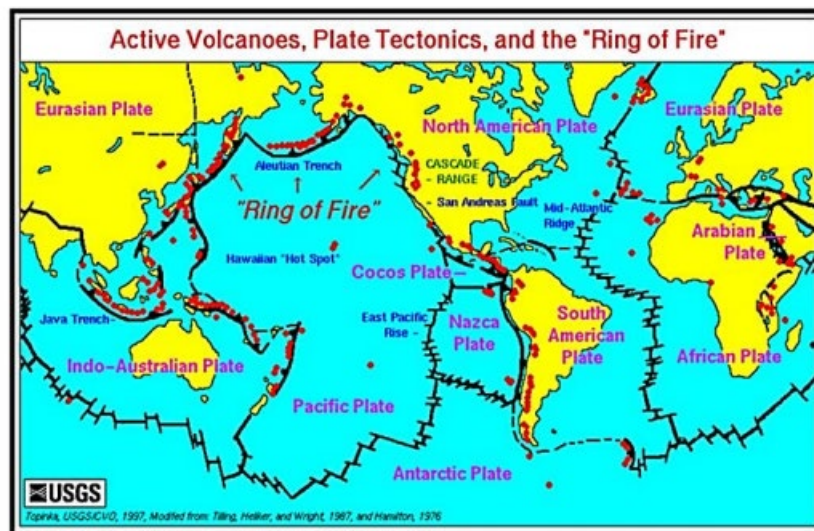 Active Volcanoes, Plate Tectonics, and the "Ring of Fire"
Eurasian Plate
North American Plate
Eurasian Plate
Aleutian Trench
CASCADE
RANGE
"Ring of Fire"
San Andreas Fault
Mid-Atlantic
Ridge
Arabian
Plate
Hawaiian "Hot Spot"
Cocos Plate
Java Trench
East Pacific
Rise
Nazca
Plate
South
American
Plate
Indo-Australian Plate
African Plate
Pacific Plate
Antarctic Plate
USGS
Topinka, USGS/CVO, 1997, Modified from: Tilling, Heliker, and Wright, 1987, and Hamilton, 1976